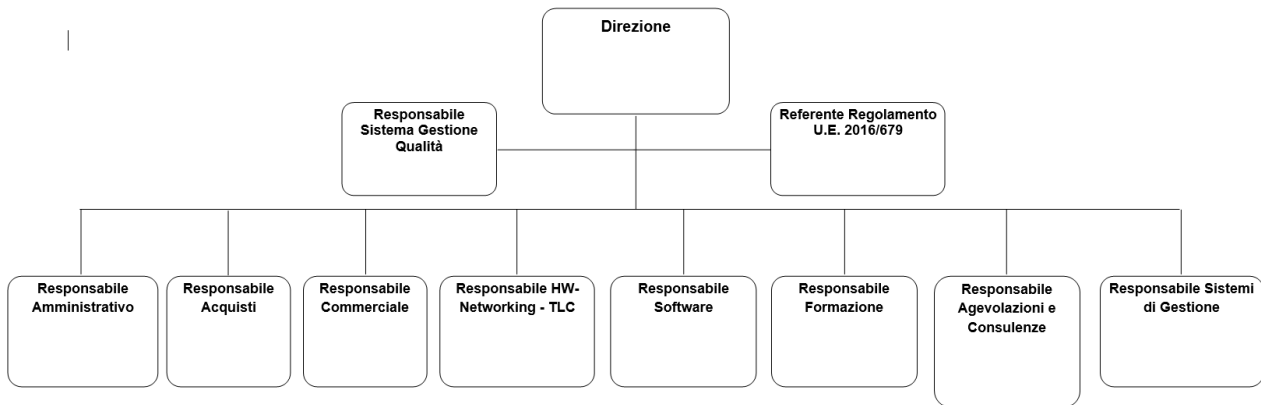 Direzione
Responsabile
Sistema Gestione
Qualità
Referente Regolamento
U.E. 2016/679
Responsabile
Amministrativo
Responsabile
Acquisti
Responsabile
Commerciale
Responsabile HW-
Networking - TLC
Responsabile
Software
Responsabile
Formazione
Responsabile
Agevolazioni e
Consulenze
Responsabile Sistemi
di Gestione